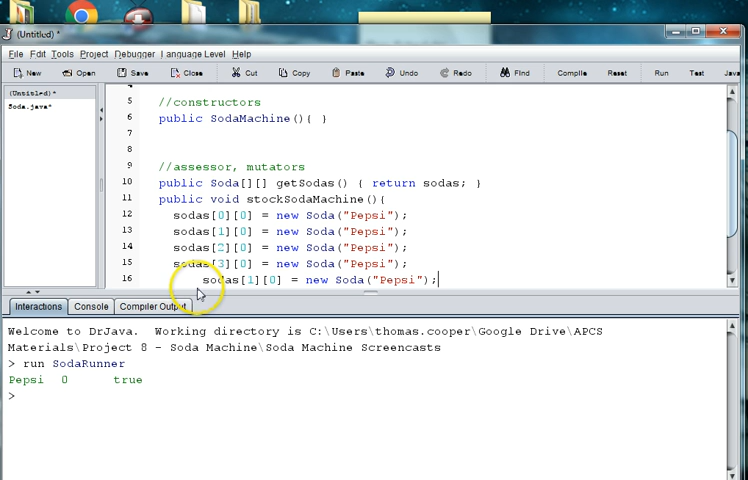 (Untitled) *
File Edit Tools Project Debugger Language Level Help
New Open Save Close Cut Copy Paste Undo Redo Find Compile Reset Run Test Java
(Untitled)*
Soda.java*
5 //constructors
6 public SodaMachine(){ }
7
8
9 //assessor, mutators
10 public Soda[][] getSodas() { return sodas; }
11 public void stockSodaMachine(){
12 sodas[0][0] = new Soda("Pepsi");
13 sodas[1][0] = new Soda("Pepsi");
14 sodas[2][0] = new Soda("Pepsi");
15 sodas[3][0] = new Soda("Pepsi");
16 sodas[1][0] = new Soda("Pepsi");
Interactions Console Compiler Output
Welcome to DrJava. Working directory is C:\Users\thomas.cooper\Google Drive\APCS
Materials\Project 8 - Soda Machine\Soda Machine Screencasts
> run SodaRunner
Pepsi 0 true
>